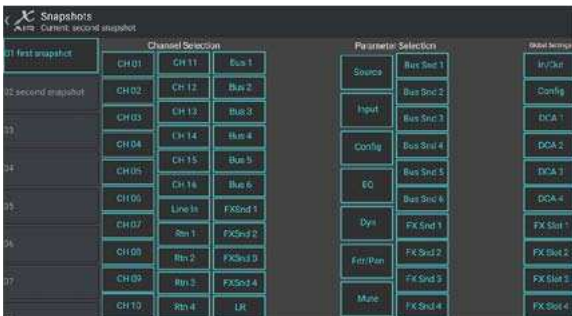 Snapshots
X AIR Current: second snapshot
Channel Selection
Parameter Selection
Global Settings
01 first snapshot
02 second snapshot
03
04
05
06
07
CH 01
CH 02
CH 03
CH 04
CH 05
CH 06
CH 07
CH 08
CH 09
CH 10
CH 11
CH 12
CH 13
CH 14
CH 15
CH 16
Line In
Rtn 1
Rtn 2
Rtn 3
Rtn 4
Bus 1
Bus 2
Bus 3
Bus 4
Bus 5
Bus 6
FXSnd 1
FXSnd 2
FXSnd 3
FXSnd 4
LR
Source
Input
Config
EQ
Dyn
Fdr/Pan
Mute
Bus Snd 1
Bus Snd 2
Bus Snd 3
Bus Snd 4
Bus Snd 5
Bus Snd 6
FX Snd 1
FX Snd 2
FX Snd 3
FX Snd 4
In/Out
Config
DCA 1
DCA 2
DCA 3
DCA 4
FX Slot 1
FX Slot 2
FX Slot 3
FX Slot 4